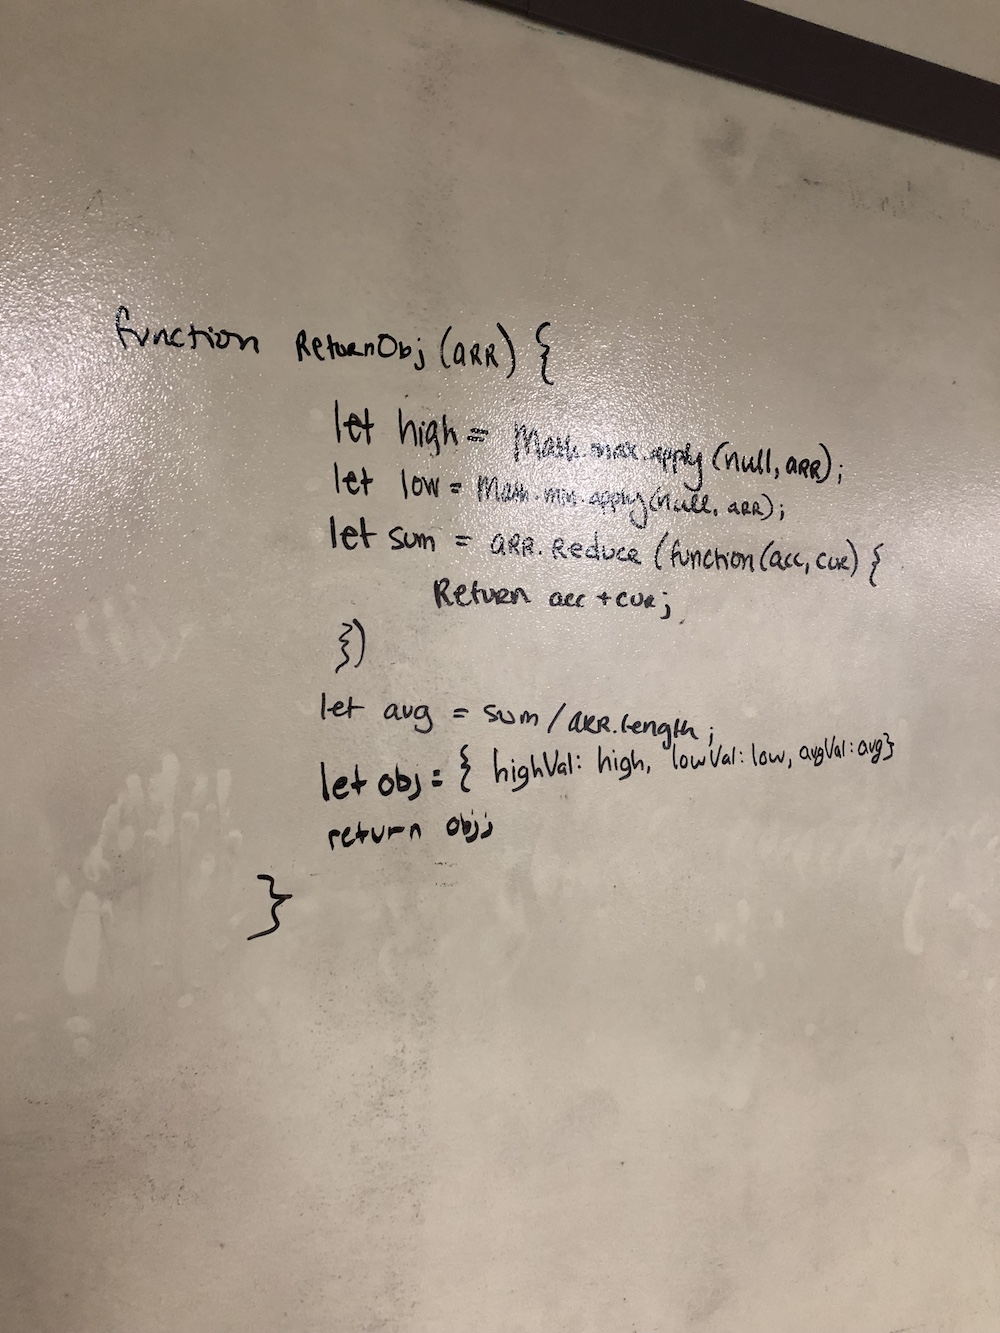 function ReturnObj (aRR) {
let high = Math.max.apply (null, aRR);
let low = Math.min.apply (null, aRR);
let sum = aRR.Reduce (function (acc, cuR) {
Return acc + cuR;
})
let avg = sum / aRR.length;
let obj = { highVal: high, lowVal: low, avgVal: avg}
return obj;
}